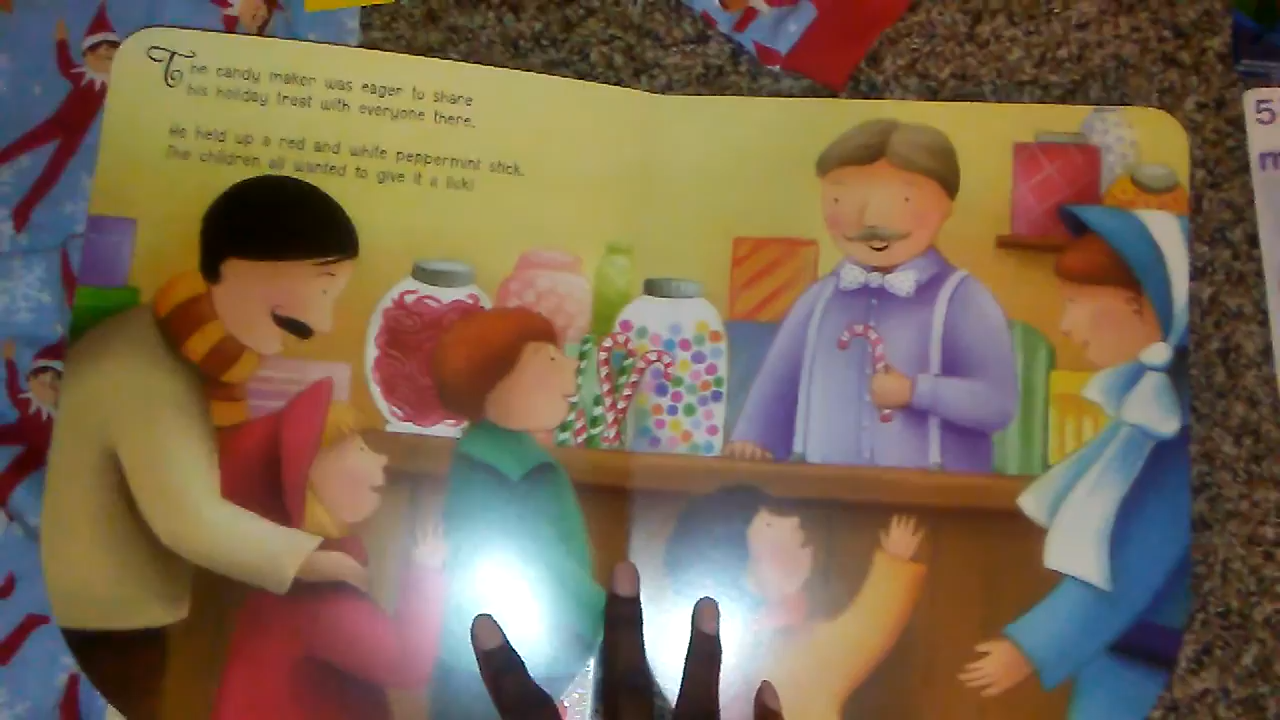 The candy maker was eager to share
his holiday treat with everyone there.
He held up a red and white peppermint stick.
The children all wanted to give it a lick!
5
m